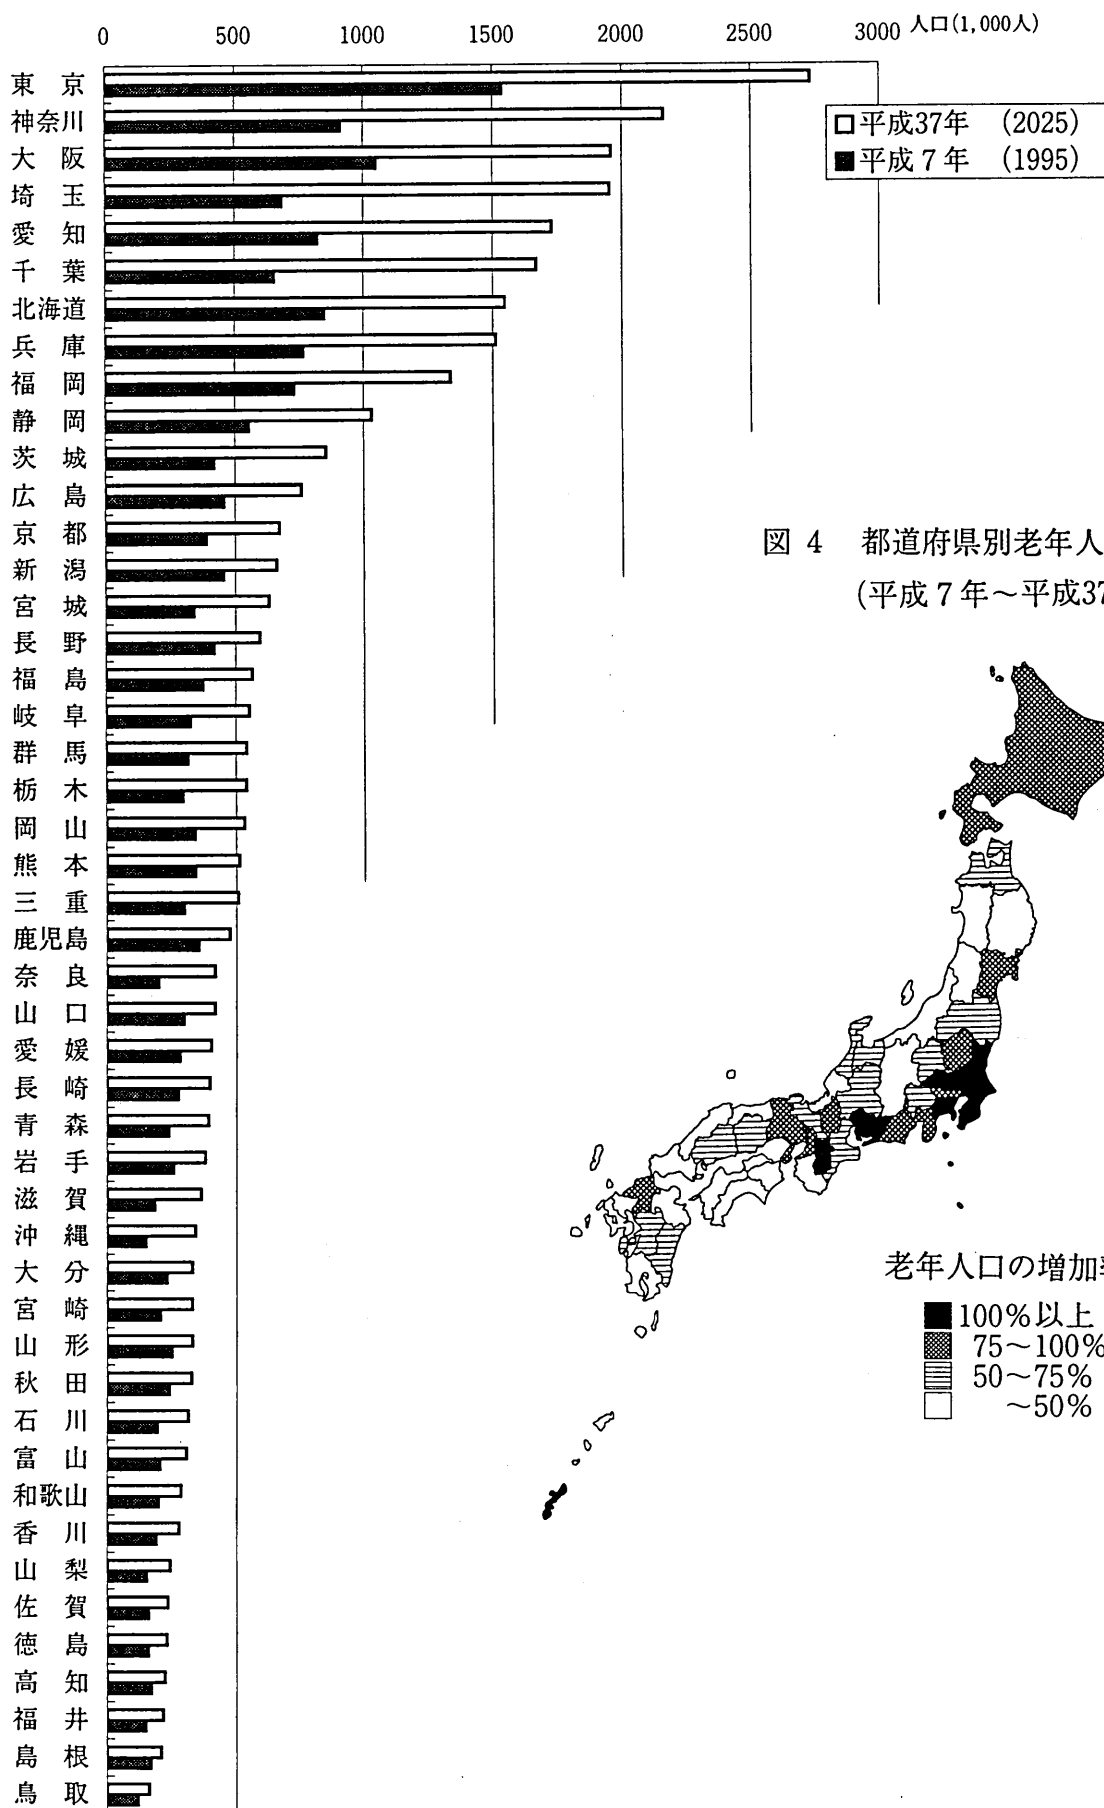 0 500 1000 1500 2000 2500 3000 人口(1,000人)
東京
神奈川
大阪
埼玉
愛知
千葉
北海道
兵庫
福岡
静岡
茨城
広島
京都
新潟
宮城
長野
福島
岐阜
群馬
栃木
岡山
熊本
三重
鹿児島
奈良
山口
愛媛
長崎
青森
岩手
滋賀
沖縄
大分
宮崎
山形
秋田
石川
富山
和歌山
香川
山梨
佐賀
徳島
高知
福井
島根
鳥取
平成37年 (2025)
平成7年 (1995)
図 4 都道府県別老年人
(平成7年～平成37
老年人口の増加率
100%以上
75～100%
50～75%
～50%